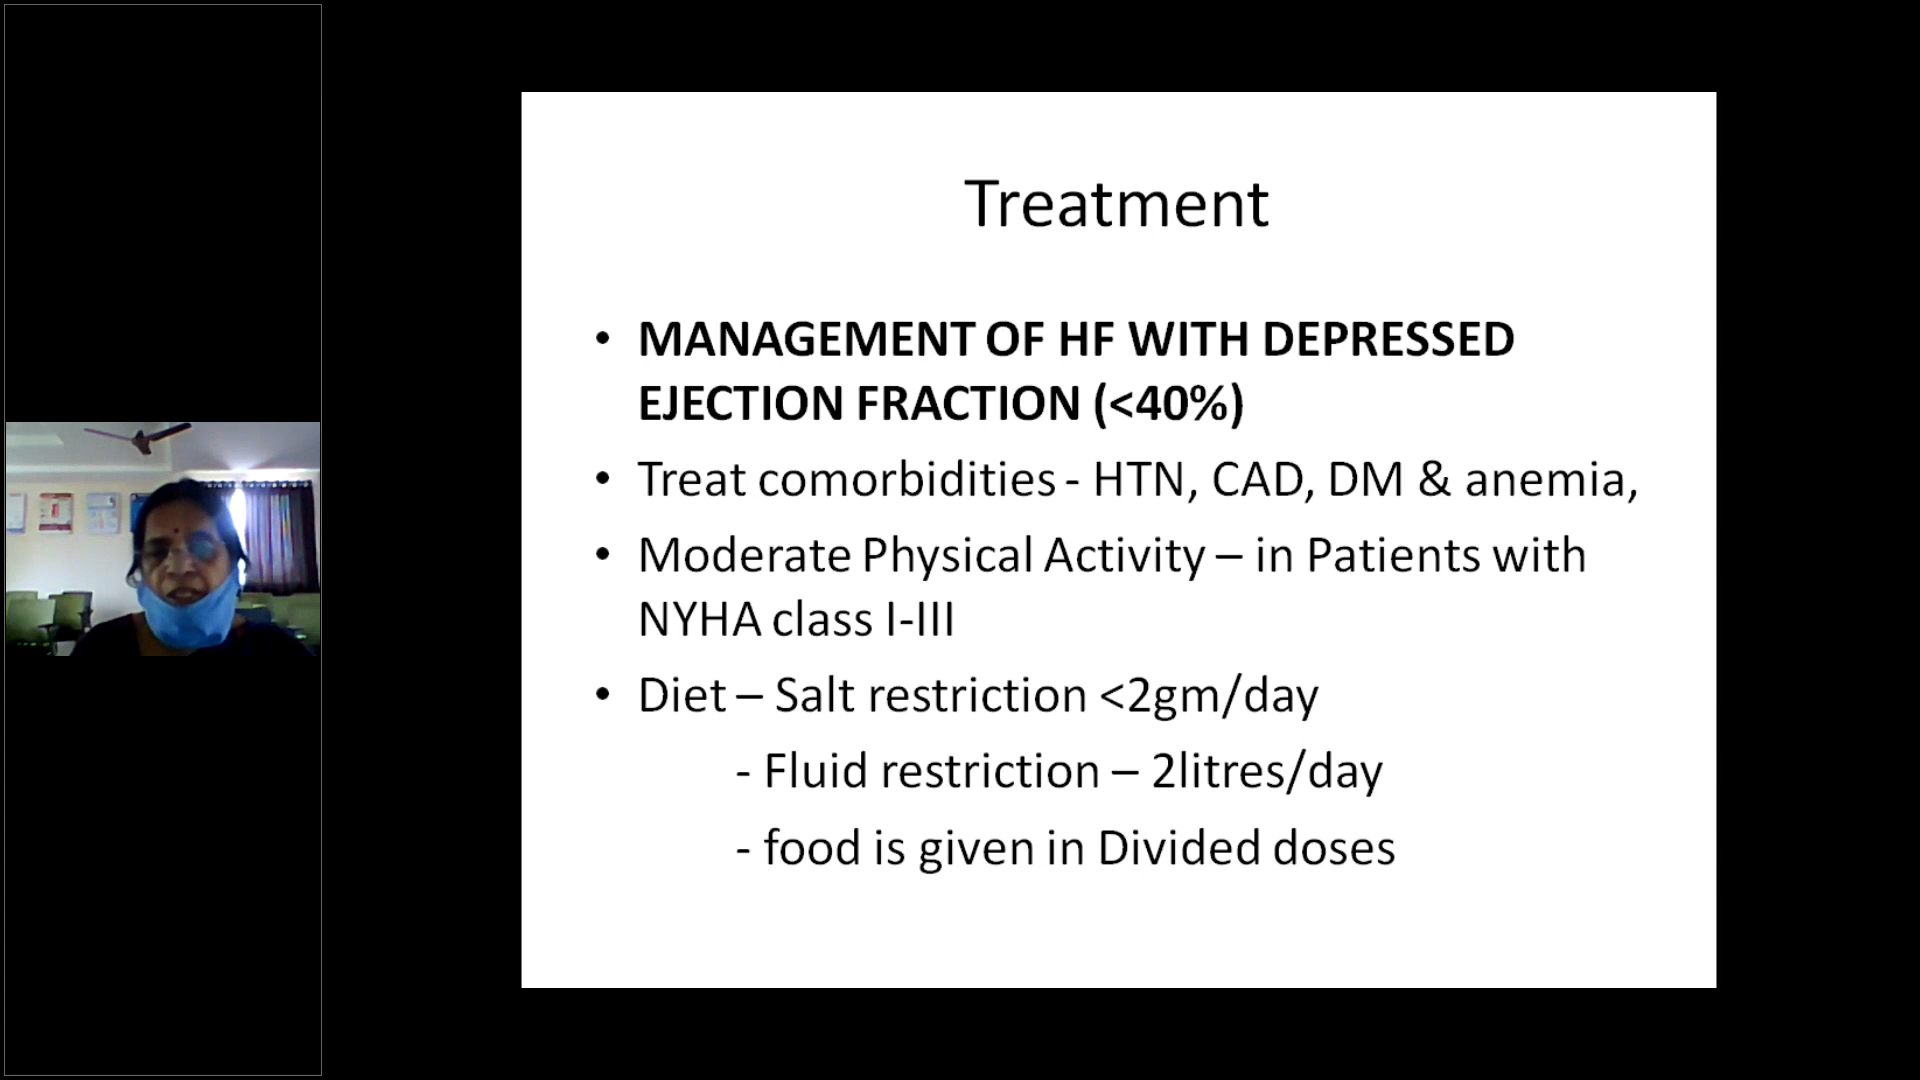 Treatment
• MANAGEMENT OF HF WITH DEPRESSED
EJECTION FRACTION (<40%)
• Treat comorbidities - HTN, CAD, DM & anemia,
• Moderate Physical Activity – in Patients with
NYHA class I-III
• Diet – Salt restriction <2gm/day
- Fluid restriction – 2litres/day
- food is given in Divided doses